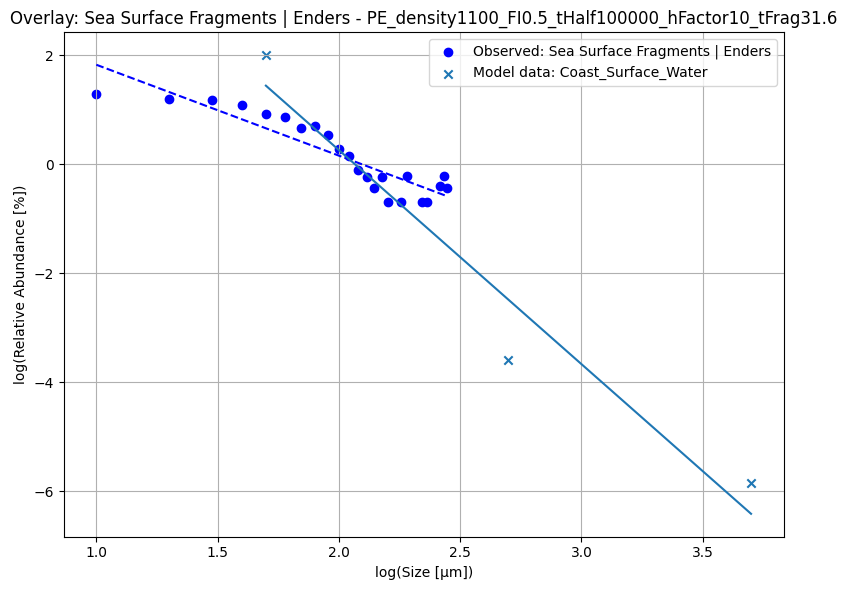 Overlay: Sea Surface Fragments | Enders - PE_density1100_FI0.5_tHalf100000_hFactor10_tFrag31.6
Observed: Sea Surface Fragments | Enders
Model data: Coast_Surface_Water
log(Relative Abundance [%])
2
0
−2
−4
−6
1.0 1.5 2.0 2.5 3.0 3.5
log(Size [μm])